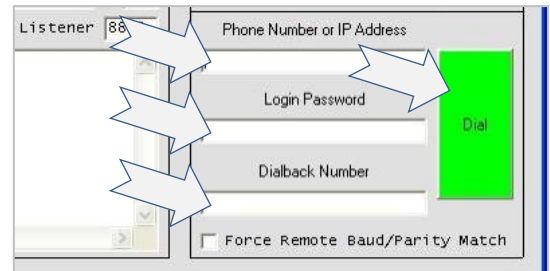 Listener 88
Phone Number or IP Address
Login Password
Dial
Dialback Number
Force Remote Baud/Parity Match